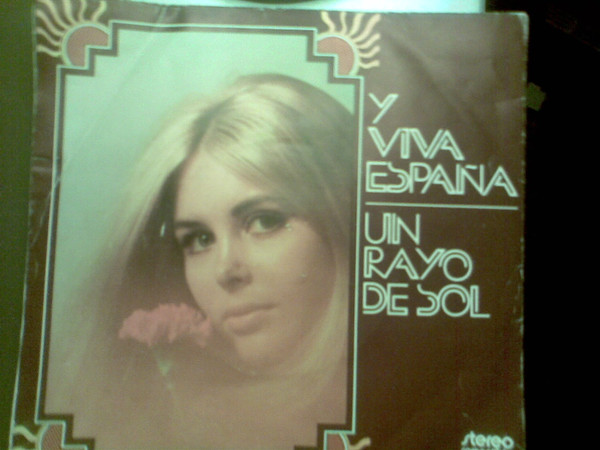 Y
VIVA
ESPAÑA
UN
RAYO
DE SOL
stereo